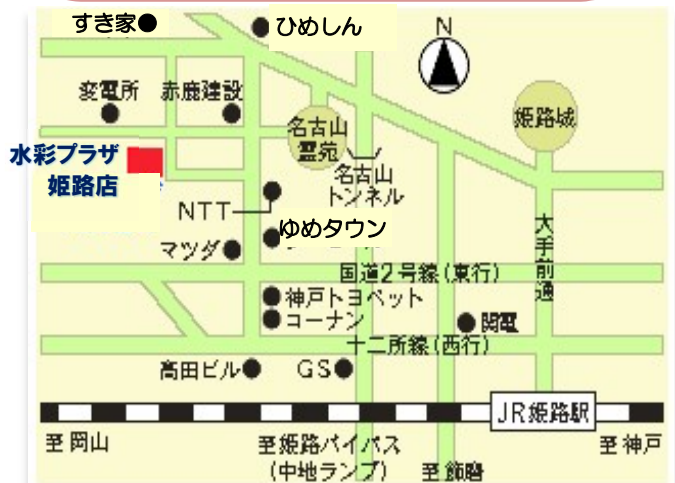 すき家●
ひめしん
N
変電所
赤鹿建設
姫路城
名古山
霊苑
水彩プラザ
姫路店
名古山
トンネル
NTT
ゆめタウン
大手前通
マツダ
国道2号線(東行)
神戸トヨペット
コーナン
関電
十二所線(西行)
高田ビル
GS
JR姫路駅
至岡山
至姫路バイパス
(中地ランプ)
至飾磨
至神戸